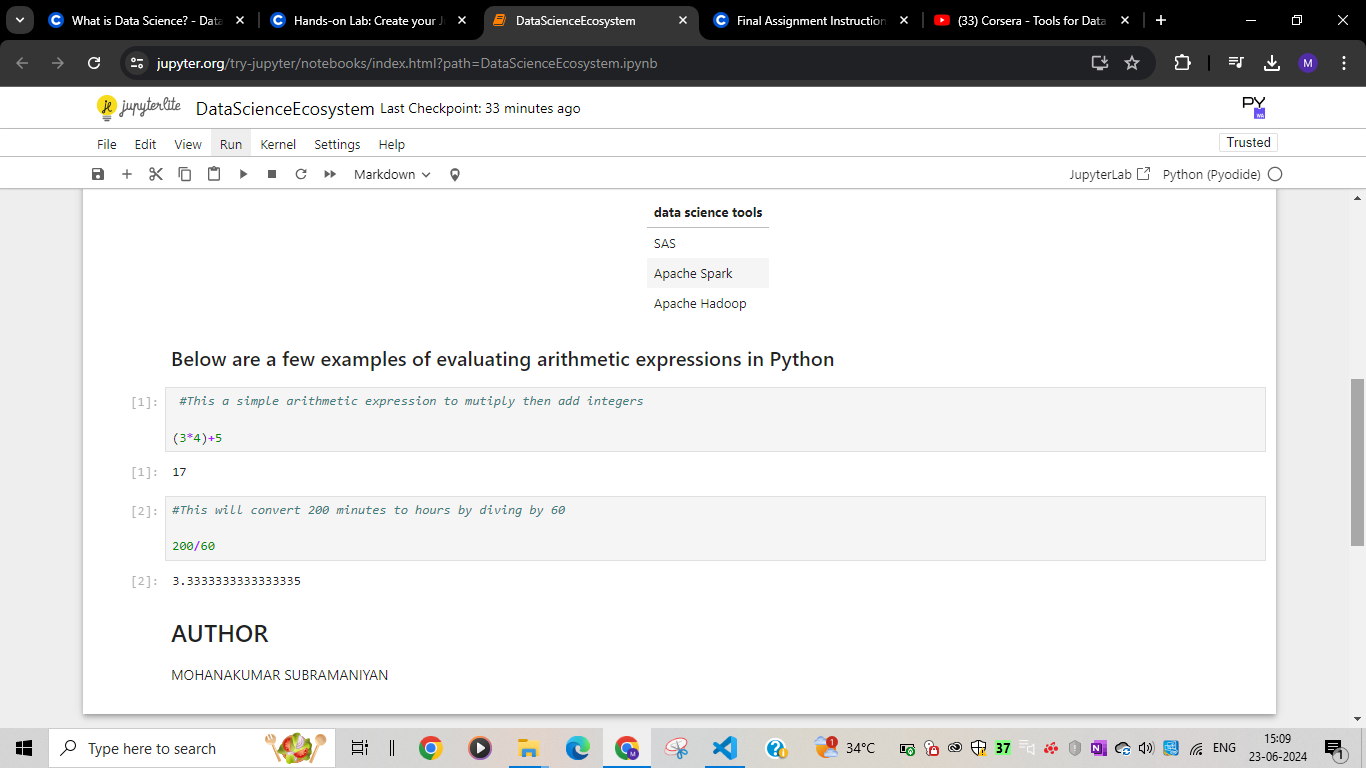 What is Data Science? - Data
Hands-on Lab: Create your J
DataScienceEcosystem
Final Assignment Instruction
(33) Corsera - Tools for Data
jupyter.org/try-jupyter/notebooks/index.html?path=DataScienceEcosystem.ipynb
M
jupyterlite
DataScienceEcosystem Last Checkpoint: 33 minutes ago
PY
File Edit View Run Kernel Settings Help
Trusted
Markdown
JupyterLab Python (Pyodide)
data science tools
SAS
Apache Spark
Apache Hadoop
Below are a few examples of evaluating arithmetic expressions in Python
[1]: #This a simple arithmetic expression to mutiply then add integers
(3*4)+5
[1]: 17
[2]: #This will convert 200 minutes to hours by diving by 60
200/60
[2]: 3.3333333333333335
AUTHOR
MOHANAKUMAR SUBRAMANIYAN
Type here to search
1
34°C
37
ENG
15:09
23-06-2024
1